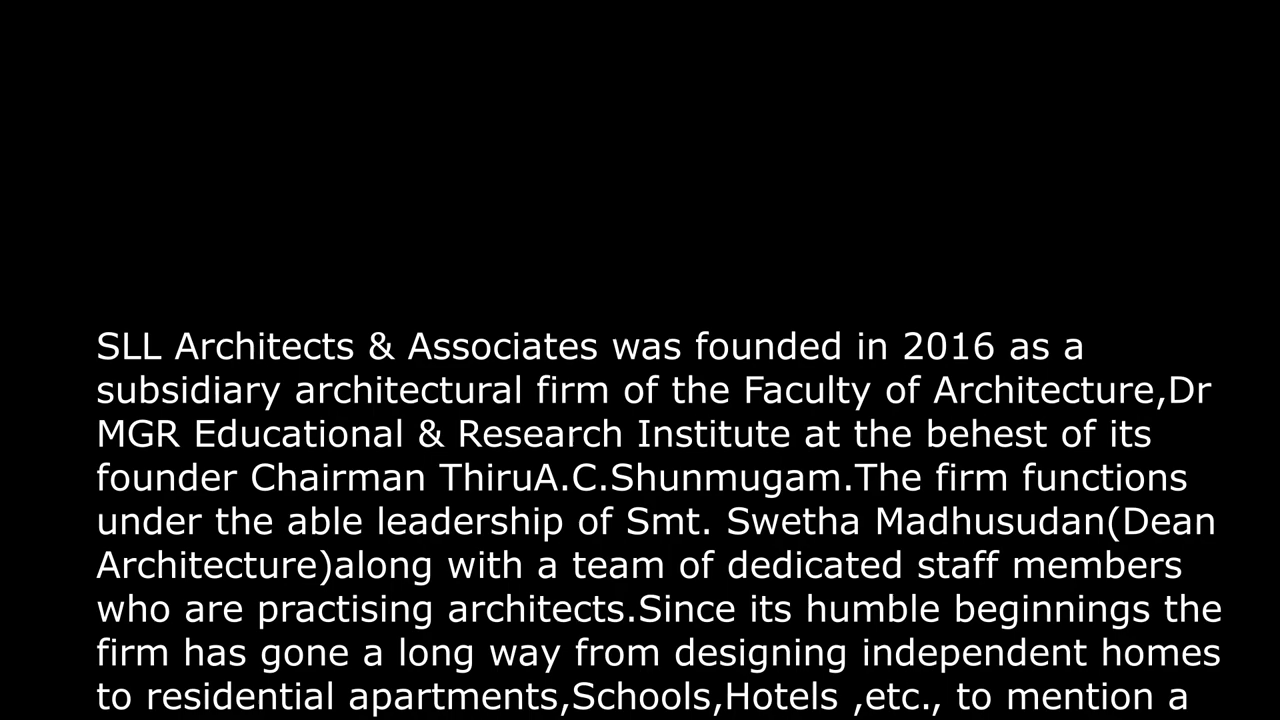 SLL Architects & Associates was founded in 2016 as a
subsidiary architectural firm of the Faculty of Architecture,Dr
MGR Educational & Research Institute at the behest of its
founder Chairman ThiruA.C.Shunmugam.The firm functions
under the able leadership of Smt. Swetha Madhusudan(Dean
Architecture)along with a team of dedicated staff members
who are practising architects.Since its humble beginnings the
firm has gone a long way from designing independent homes
to residential apartments,Schools,Hotels ,etc., to mention a